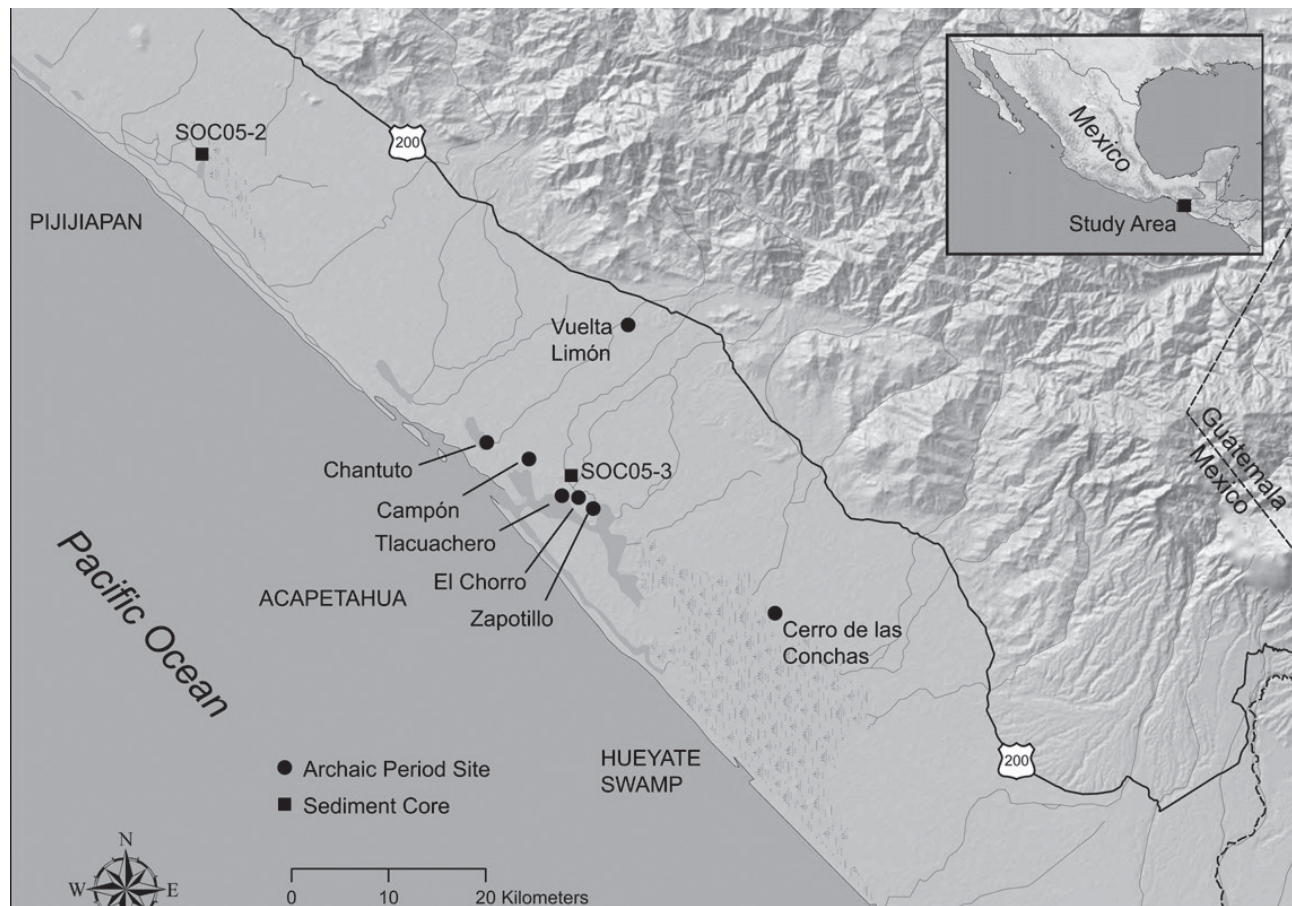 SOC05-2
200
Mexico
Study Area
PIJIJIAPAN
Vuelta
Limón
Chantuto
SOC05-3
Campón
Tlacuachero
El Chorro
ACAPETAHUA
Zapotillo
Cerro de las
Conchas
Guatemala
Mexico
Pacific Ocean
HUEYATE
SWAMP
200
Archaic Period Site
Sediment Core
N
W
E
0 10 20 Kilometers